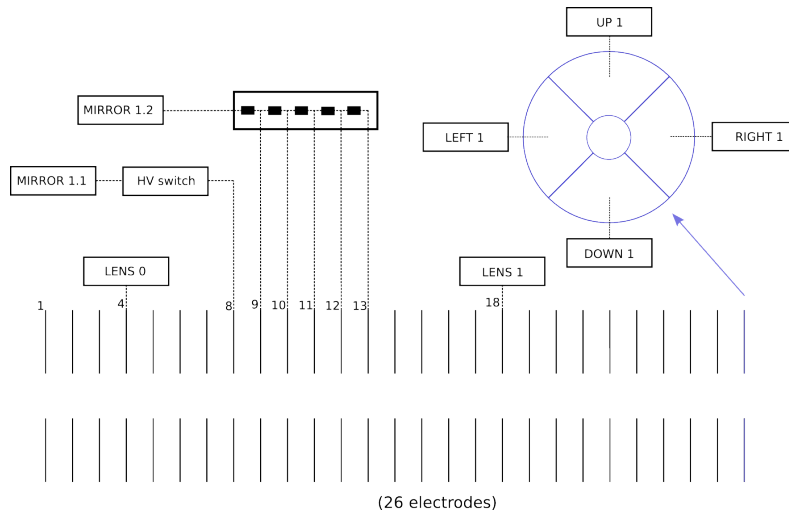 UP 1
MIRROR 1.2
LEFT 1
RIGHT 1
MIRROR 1.1
HV switch
DOWN 1
LENS 0
LENS 1
1
4
8
9
10
11
12
13
18
(26 electrodes)